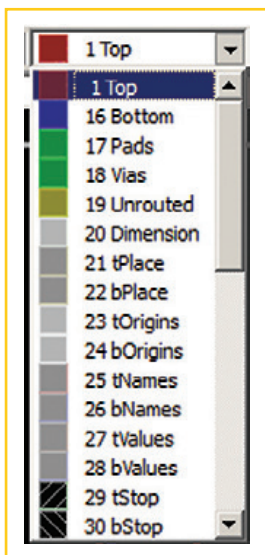 1 Top
1 Top
16 Bottom
17 Pads
18 Vias
19 Unrouted
20 Dimension
21 tPlace
22 bPlace
23 tOrigins
24 bOrigins
25 tNames
26 bNames
27 tValues
28 bValues
29 tStop
30 bStop